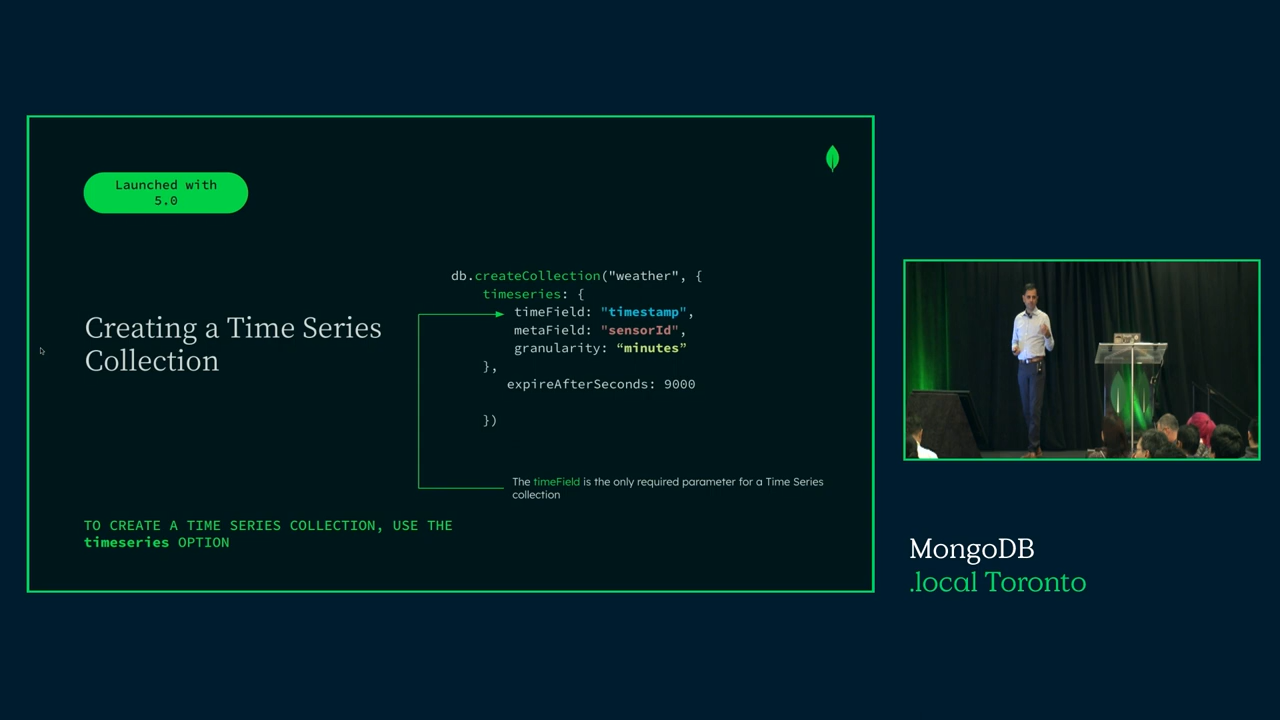 Launched with
5.0
Creating a Time Series
Collection
db.createCollection("weather", {
timeseries: {
timeField: "timestamp",
metaField: "sensorId",
granularity: “minutes”
},
expireAfterSeconds: 9000
})
The timeField is the only required parameter for a Time Series
collection
TO CREATE A TIME SERIES COLLECTION, USE THE
timeseries OPTION
MongoDB
.local Toronto